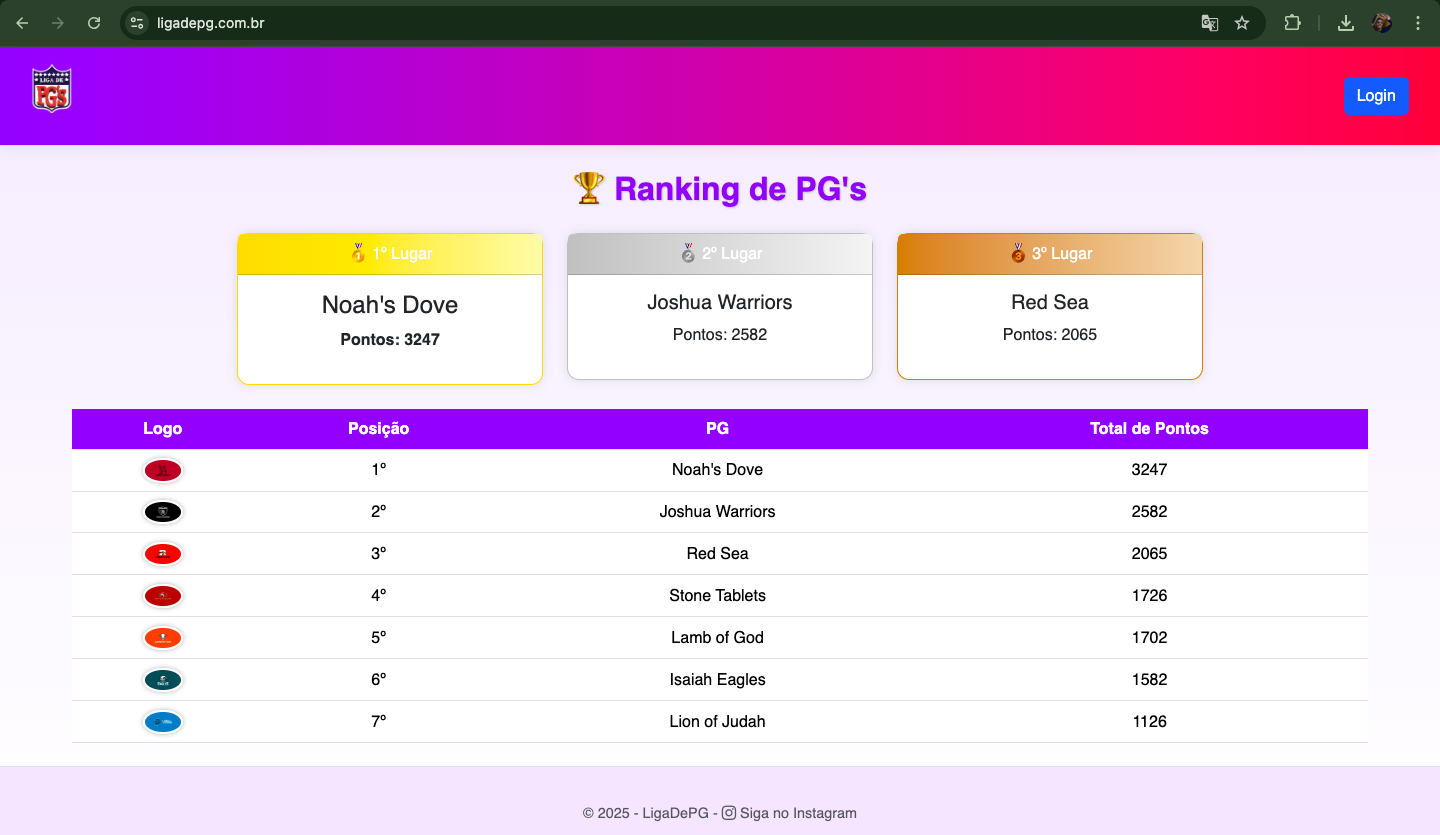 ligadepg.com.br
LIGA DE
PG's
Login
🏆 Ranking de PG's
🥇 1º Lugar
Noah's Dove
Pontos: 3247
🥈 2º Lugar
Joshua Warriors
Pontos: 2582
🥉 3º Lugar
Red Sea
Pontos: 2065
Logo Posição PG Total de Pontos
1º Noah's Dove 3247
2º Joshua Warriors 2582
3º Red Sea 2065
4º Stone Tablets 1726
5º Lamb of God 1702
6º Isaiah Eagles 1582
7º Lion of Judah 1126
© 2025 - LigaDePG - Siga no Instagram